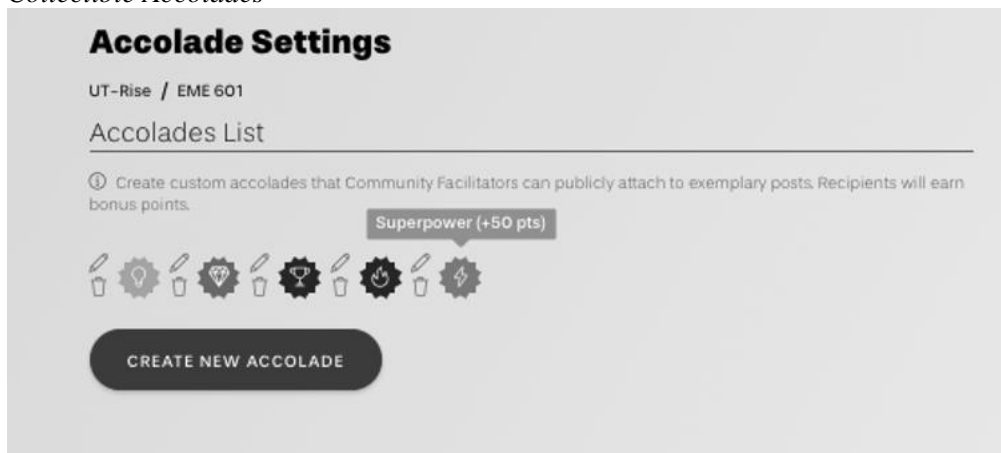 Collectible Accolades
Accolade Settings
UT-Rise / EME 601
Accolades List
Create custom accolades that Community Facilitators can publicly attach to exemplary posts. Recipients will earn
bonus points.
Superpower (+50 pts)
CREATE NEW ACCOLADE